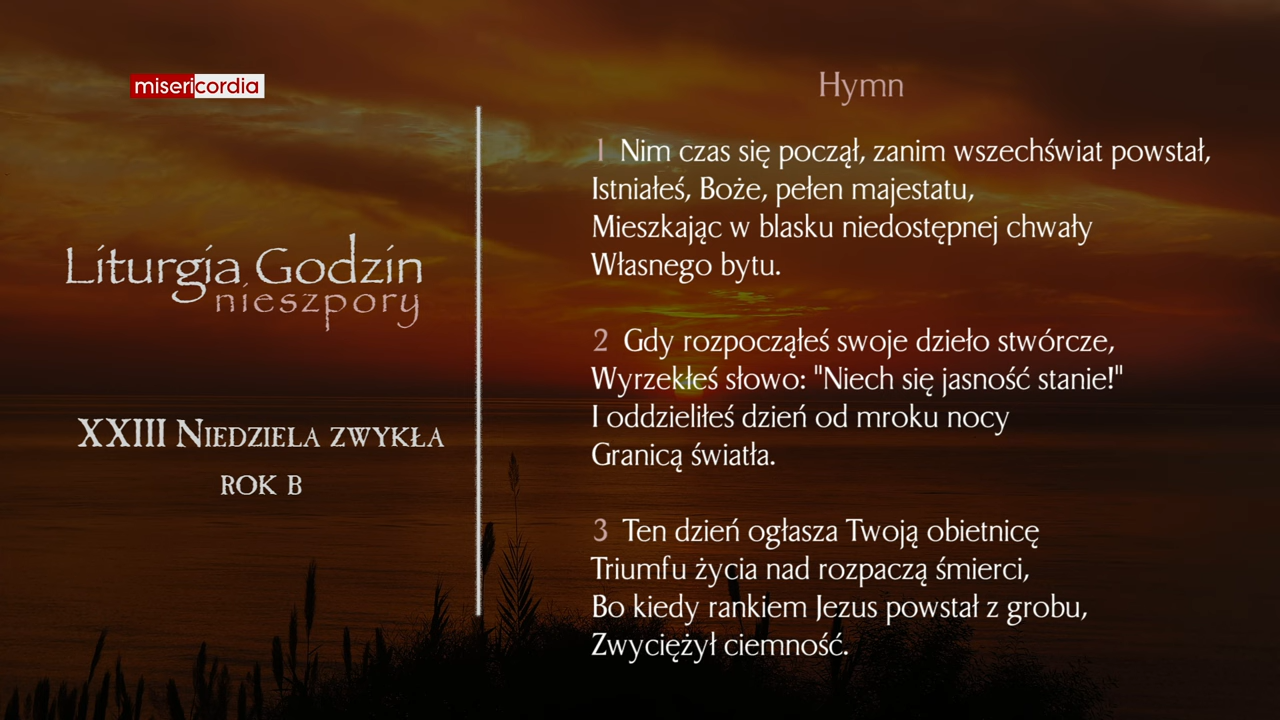 misericordia
Liturgia Godzin
nieszpory
XXIII Niedziela zwykła
rok B
Hymn
1 Nim czas się począł, zanim wszechświat powstał,
Istniałeś, Boże, pełen majestatu,
Mieszkając w blasku niedostępnej chwały
Własnego bytu.
2 Gdy rozpocząłeś swoje dzieło stwórcze,
Wyrzekłeś słowo: "Niech się jasność stanie!"
I oddzieliłeś dzień od mroku nocy
Granicą światła.
3 Ten dzień ogłasza Twoją obietnicę
Triumfu życia nad rozpaczą śmierci,
Bo kiedy rankiem Jezus powstał z grobu,
Zwyciężył ciemność.